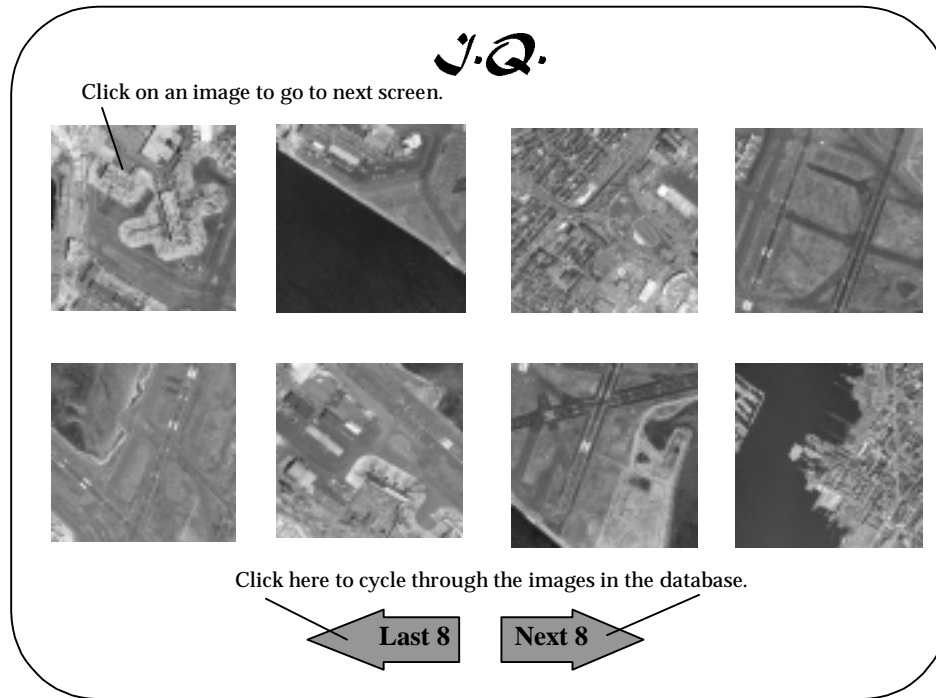 J.Q.
Click on an image to go to next screen.
Click here to cycle through the images in the database.
Last 8
Next 8